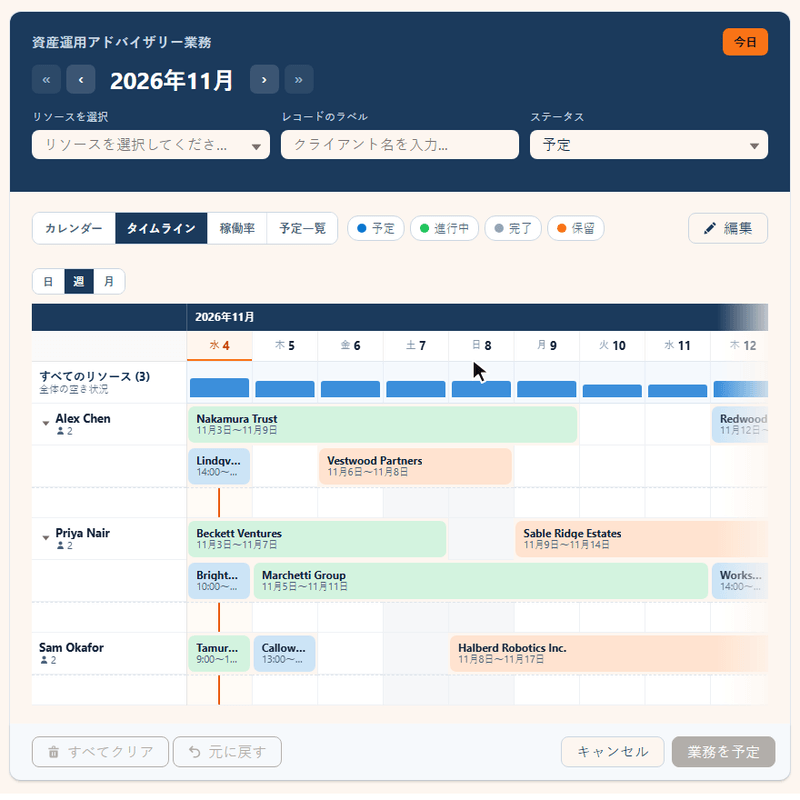 資産運用アドバイザリー業務
今日
« ‹ 2026年11月 › »
リソースを選択 レコードのラベル ステータス
リソースを選択してくださ... クライアント名を入力... 予定
カレンダー タイムライン 稼働率 予定一覧 予定 進行中 完了 保留 編集
日 週 月
2026年11月
水 4 木 5 金 6 土 7 日 8 月 9 火 10 水 11 木 12
すべてのリソース (3)
全体の空き状況
Alex Chen
2
Nakamura Trust
11月3日〜11月9日
Redwood
11月12日〜
Lindqv...
14:00〜...
Vestwood Partners
11月6日〜11月8日
Priya Nair
2
Beckett Ventures
11月3日〜11月7日
Sable Ridge Estates
11月9日〜11月14日
Bright...
10:00〜...
Marchetti Group
11月5日〜11月11日
Works...
14:00〜...
Sam Okafor
2
Tamur...
9:00〜1...
Callow...
13:00〜...
Halberd Robotics Inc.
11月8日〜11月17日
すべてクリア 元に戻す キャンセル 業務を予定